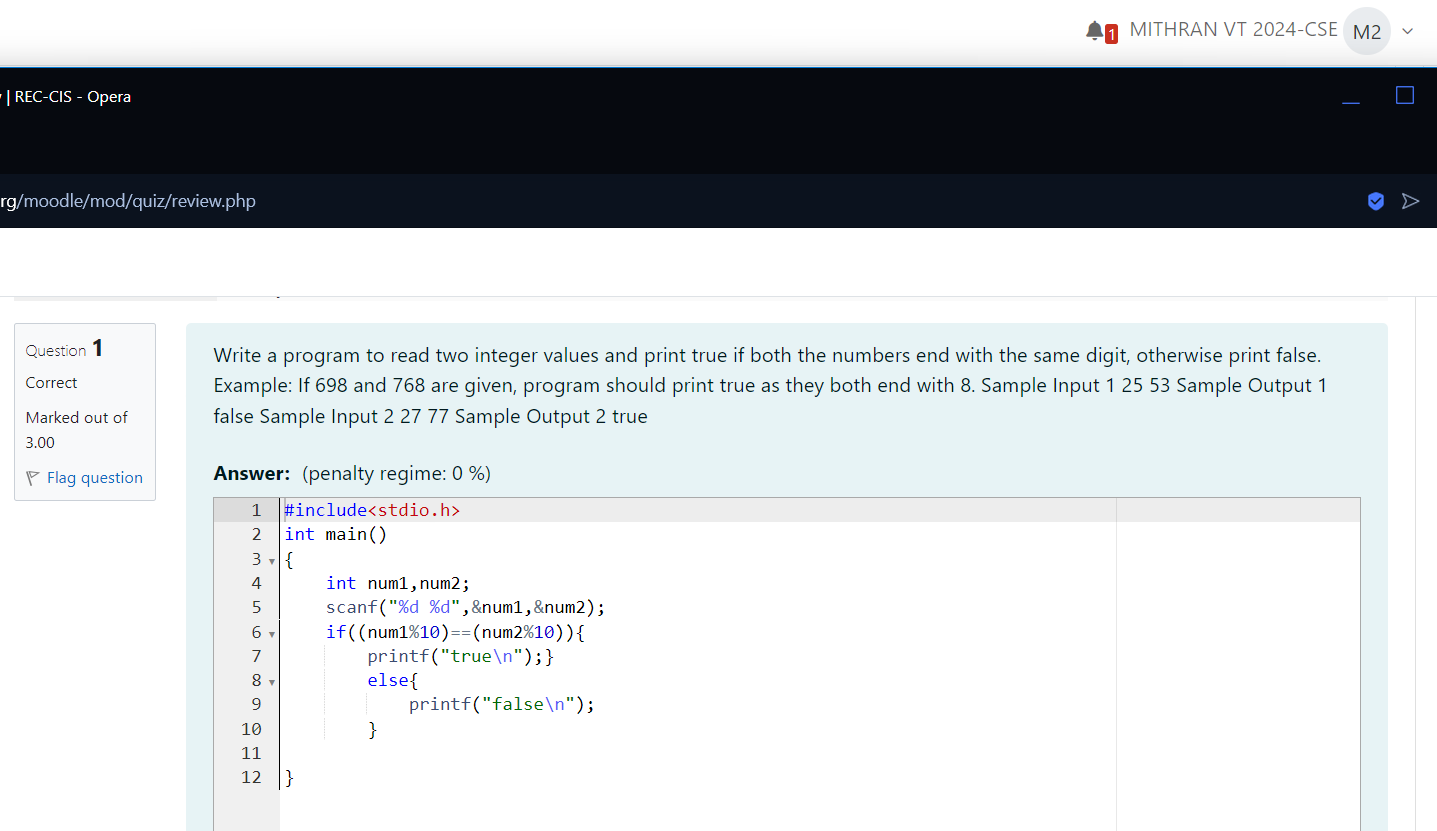 1 MITHRAN VT 2024-CSE M2
| REC-CIS - Opera
rg/moodle/mod/quiz/review.php
Question 1
Correct
Marked out of
3.00
Flag question
Write a program to read two integer values and print true if both the numbers end with the same digit, otherwise print false.
Example: If 698 and 768 are given, program should print true as they both end with 8. Sample Input 1 25 53 Sample Output 1
false Sample Input 2 27 77 Sample Output 2 true
Answer: (penalty regime: 0 %)
1 #include<stdio.h>
2 int main()
3 {
4     int num1,num2;
5     scanf("%d %d",&num1,&num2);
6     if((num1%10)==(num2%10)){
7         printf("true\n");}
8         else{
9             printf("false\n");
10         }
11
12 }